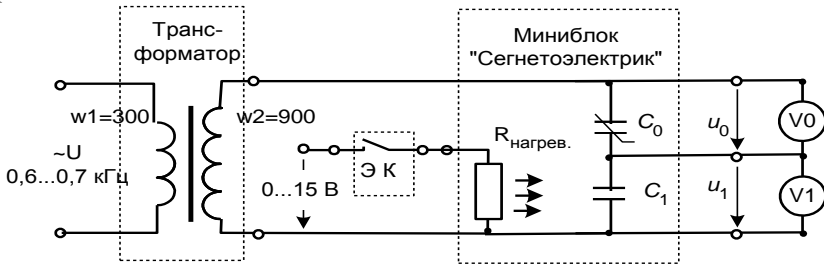 Транс-
форматор
Миниблок
"Сегнетоэлектрик"
w1=300
w2=900
~U
0,6...0,7 кГц
Э К
0...15 В
Rнагрев.
C0
C1
u0
u1
V0
V1